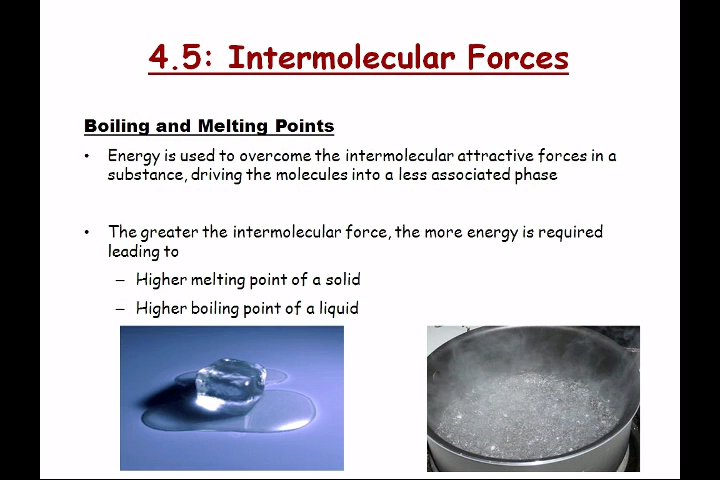 4.5: Intermolecular Forces
Boiling and Melting Points
• Energy is used to overcome the intermolecular attractive forces in a
substance, driving the molecules into a less associated phase
• The greater the intermolecular force, the more energy is required
leading to
– Higher melting point of a solid
– Higher boiling point of a liquid